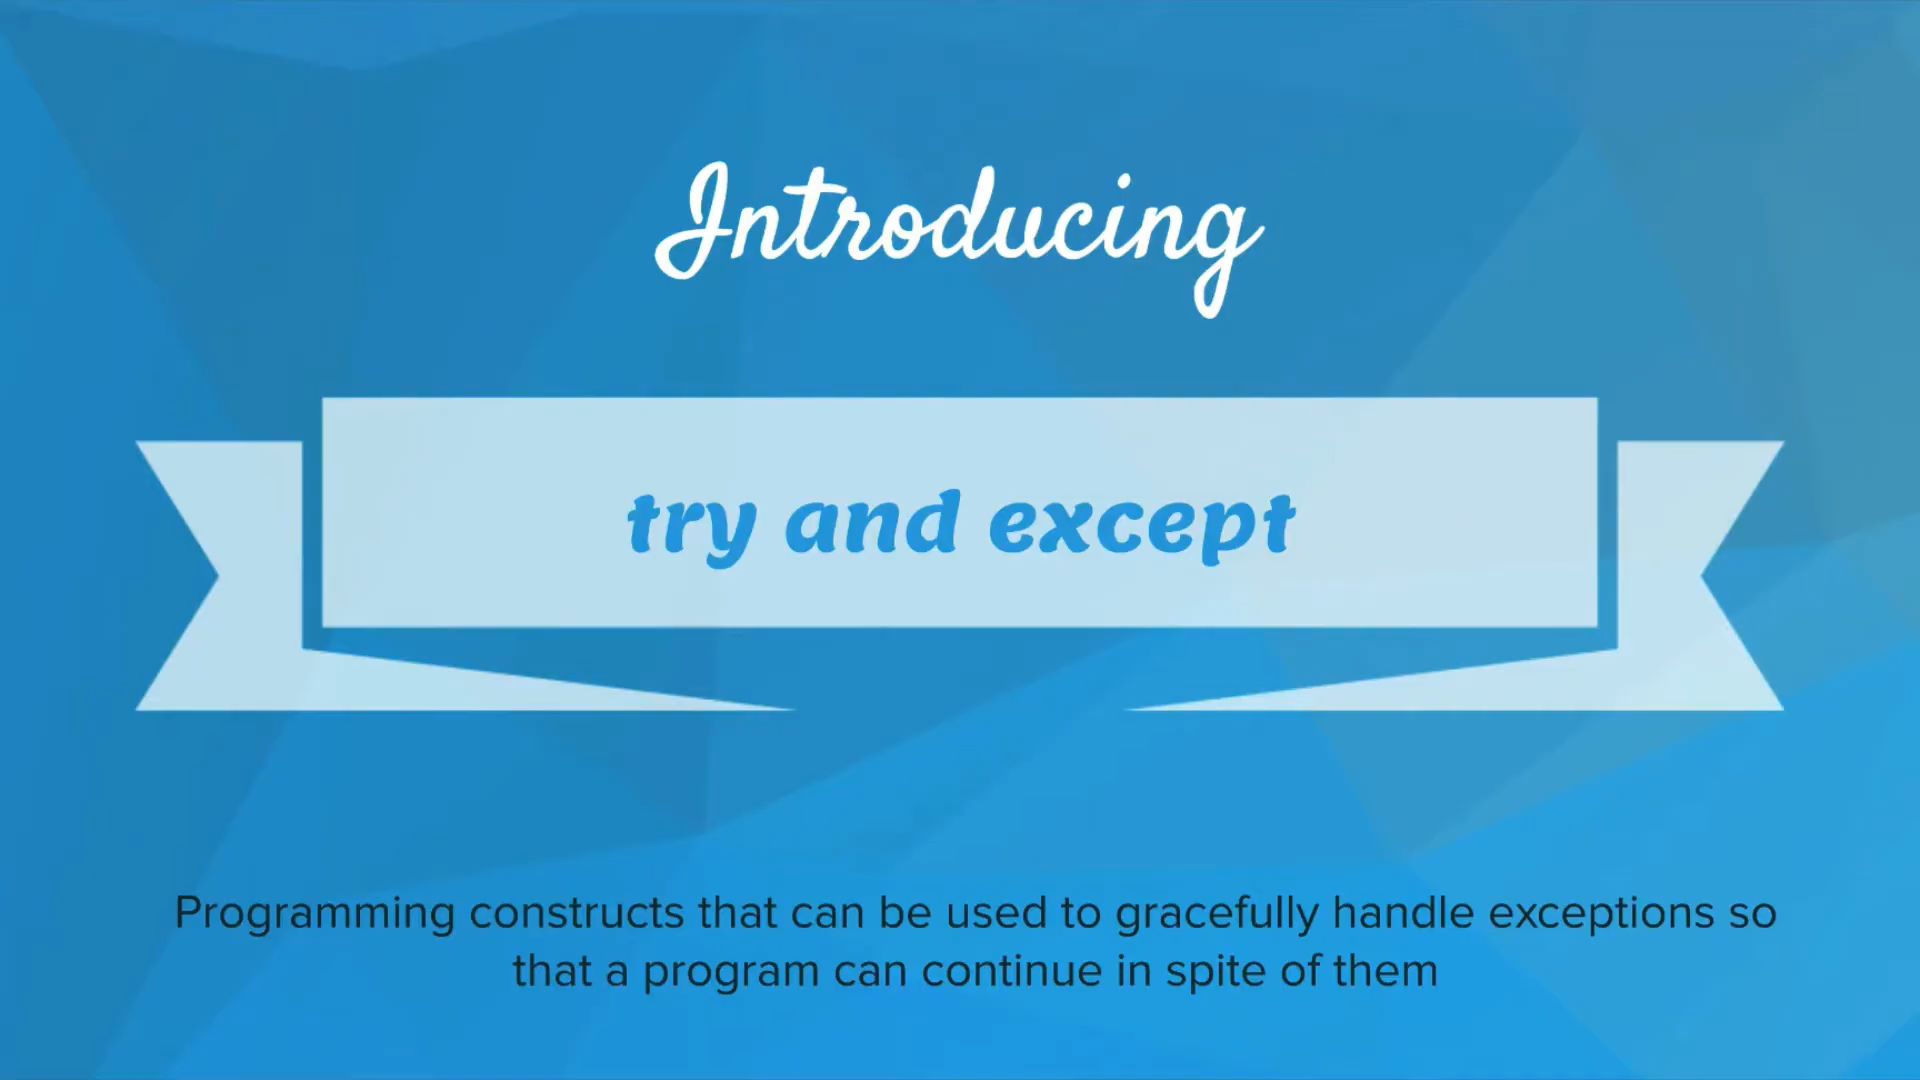 Introducing
try and except
Programming constructs that can be used to gracefully handle exceptions so
that a program can continue in spite of them